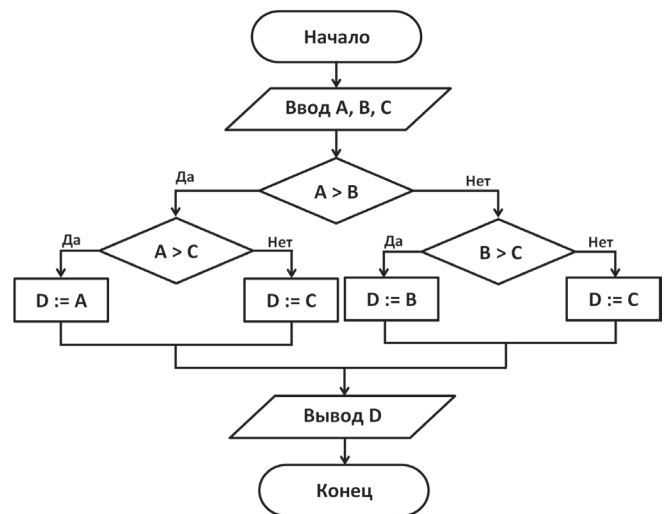 Начало
Ввод A, B, C
A > B
Да
Нет
A > C
Да
Нет
B > C
Да
Нет
D := A
D := C
D := B
D := C
Вывод D
Конец